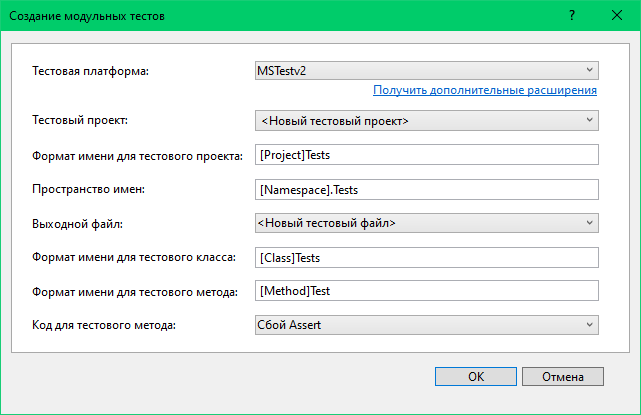 Создание модульных тестов
Тестовая платформа: MSTestv2
Получить дополнительные расширения
Тестовый проект: <Новый тестовый проект>
Формат имени для тестового проекта: [Project]Tests
Пространство имен: [Namespace].Tests
Выходной файл: <Новый тестовый файл>
Формат имени для тестового класса: [Class]Tests
Формат имени для тестового метода: [Method]Test
Код для тестового метода: Сбой Assert
OK Отмена